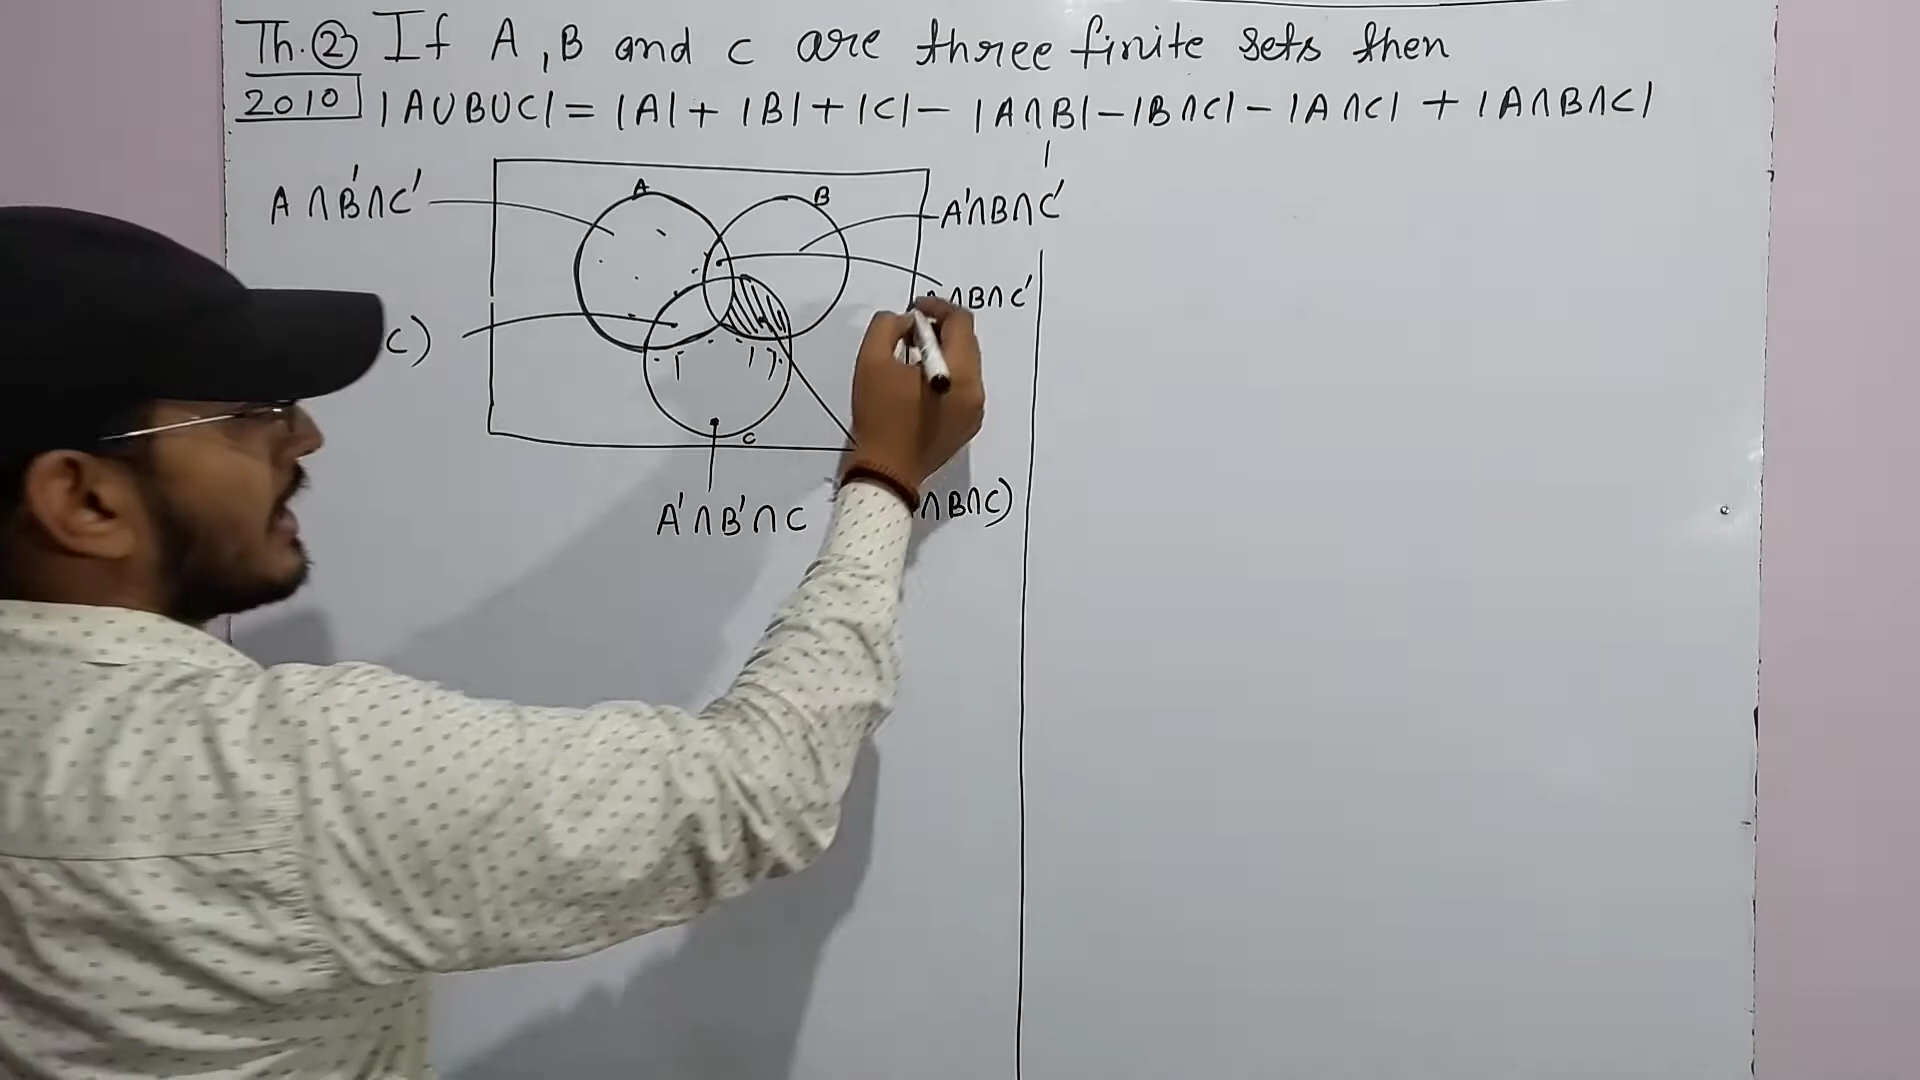 Th.② If A, B and C are three finite sets then
2010 |A∪B∪C| = |A| + |B| + |C| - |A∩B| - |B∩C| - |A∩C| + |A∩B∩C|
A∩B'∩C'
A
B
A'∩B∩C'
∩B∩C'
C)
C
A'∩B'∩C
∩B∩C)